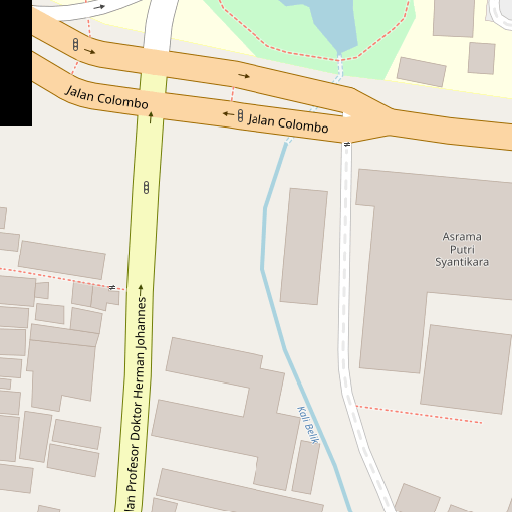 Jalan Colombo
Jalan Colombo
Asrama
Putri
Syantikara
Jalan Profesor Doktor Herman Johannes
Kali Belik